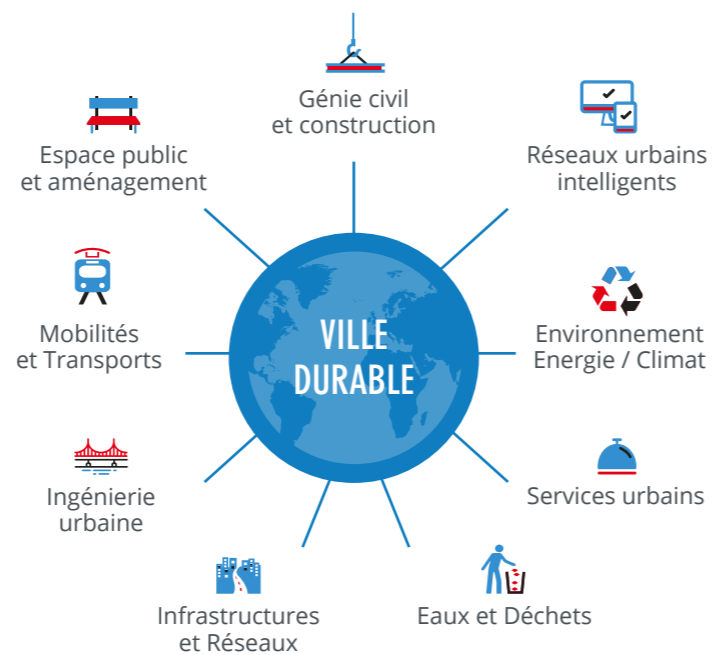 Génie civil
et construction
Espace public
et aménagement
Réseaux urbains
intelligents
Mobilités
et Transports
VILLE
DURABLE
Environnement
Energie / Climat
Ingénierie
urbaine
Services urbains
Infrastructures
et Réseaux
Eaux et Déchets